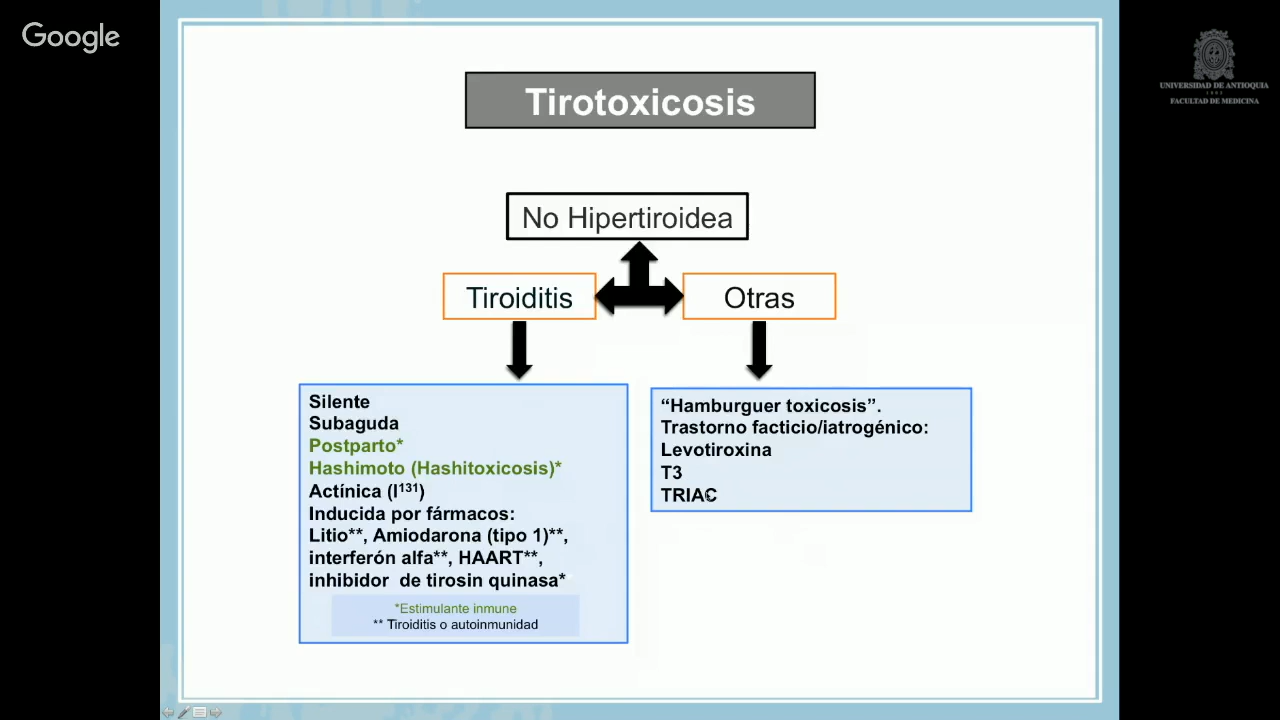 Google
UNIVERSIDAD DE ANTIOQUIA
1803
FACULTAD DE MEDICINA
Tirotoxicosis
No Hipertiroidea
Tiroiditis
Otras
Silente
Subaguda
Postparto*
Hashimoto (Hashitoxicosis)*
Actínica (I¹³¹)
Inducida por fármacos:
Litio**, Amiodarona (tipo 1)**,
interferón alfa**, HAART**,
inhibidor de tirosin quinasa*
*Estimulante inmune
** Tiroiditis o autoinmunidad
“Hamburguer toxicosis”.
Trastorno facticio/iatrogénico:
Levotiroxina
T3
TRIAC